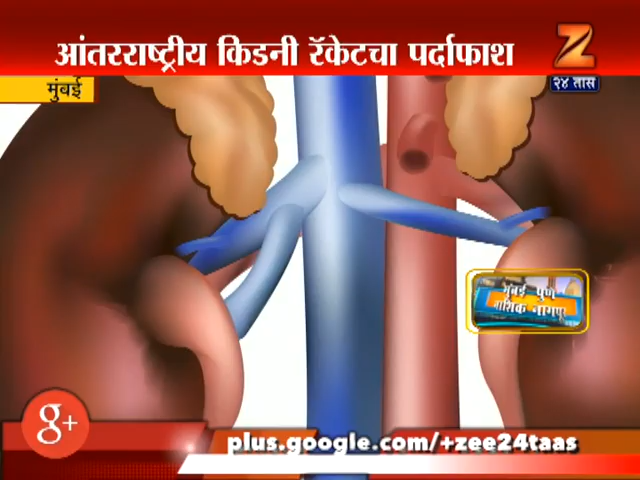 आंतरराष्ट्रीय किडनी रॅकेटचा पर्दाफाश
Z
२४ तास
मुंबई
मुंबई पुणे
नाशिक नागपूर
g+
plus.google.com/+zee24taas